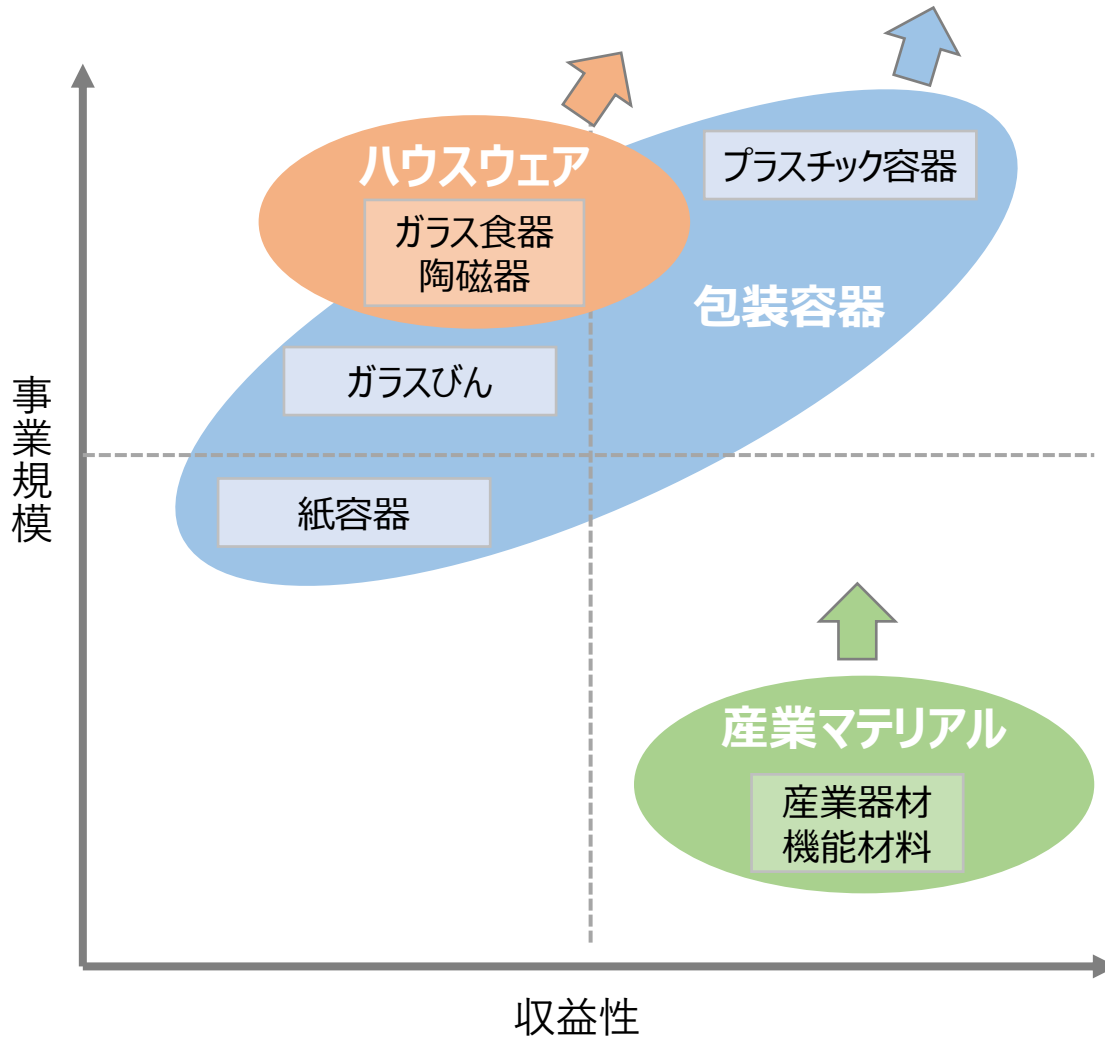 ハウスウェア
ガラス食器
陶磁器
プラスチック容器
包装容器
ガラスびん
紙容器
産業マテリアル
産業器材
機能材料
事業規模
収益性